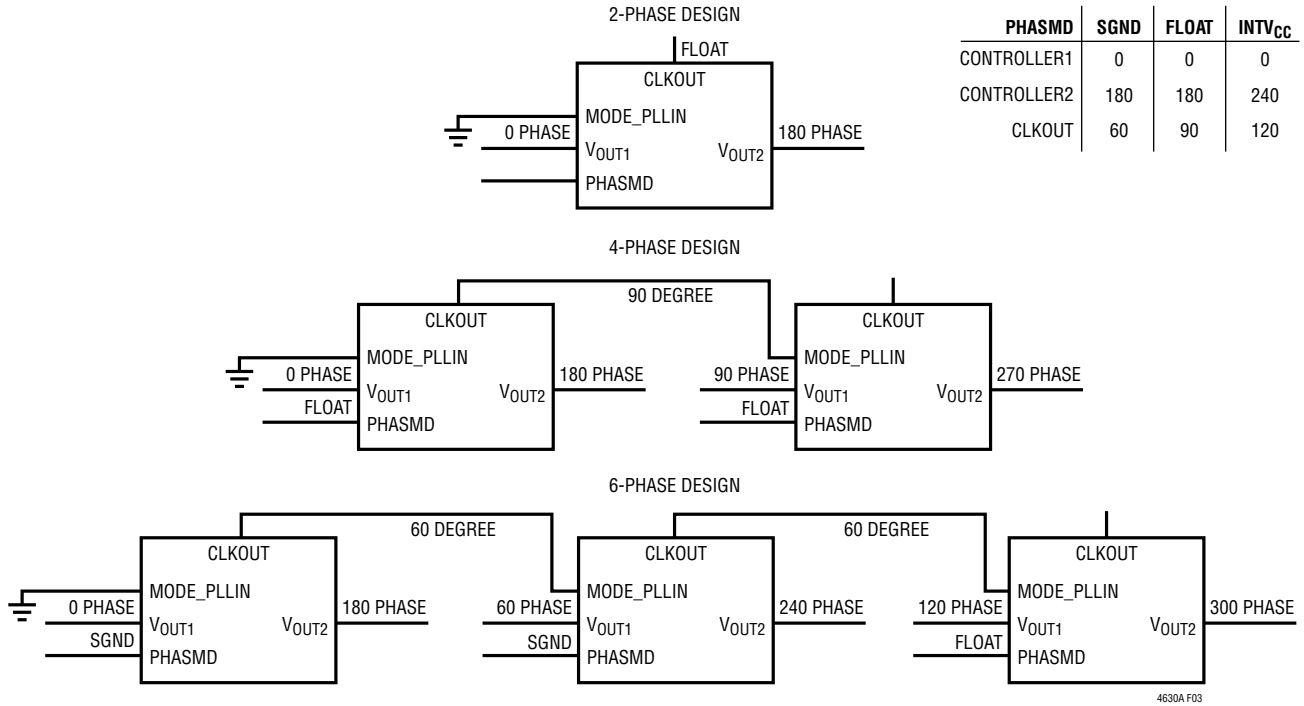 2-PHASE DESIGN
FLOAT
CLKOUT
MODE_PLLIN
0 PHASE
180 PHASE
VOUT1
VOUT2
PHASMD
PHASMD SGND FLOAT INTVCC
CONTROLLER1 0 0 0
CONTROLLER2 180 180 240
CLKOUT 60 90 120
4-PHASE DESIGN
90 DEGREE
CLKOUT
MODE_PLLIN
0 PHASE
180 PHASE
VOUT1
VOUT2
FLOAT
PHASMD
CLKOUT
MODE_PLLIN
90 PHASE
270 PHASE
VOUT1
VOUT2
FLOAT
PHASMD
6-PHASE DESIGN
60 DEGREE
60 DEGREE
CLKOUT
MODE_PLLIN
0 PHASE
180 PHASE
VOUT1
VOUT2
SGND
PHASMD
CLKOUT
MODE_PLLIN
60 PHASE
240 PHASE
VOUT1
VOUT2
SGND
PHASMD
CLKOUT
MODE_PLLIN
120 PHASE
300 PHASE
VOUT1
VOUT2
FLOAT
PHASMD
4630A F03